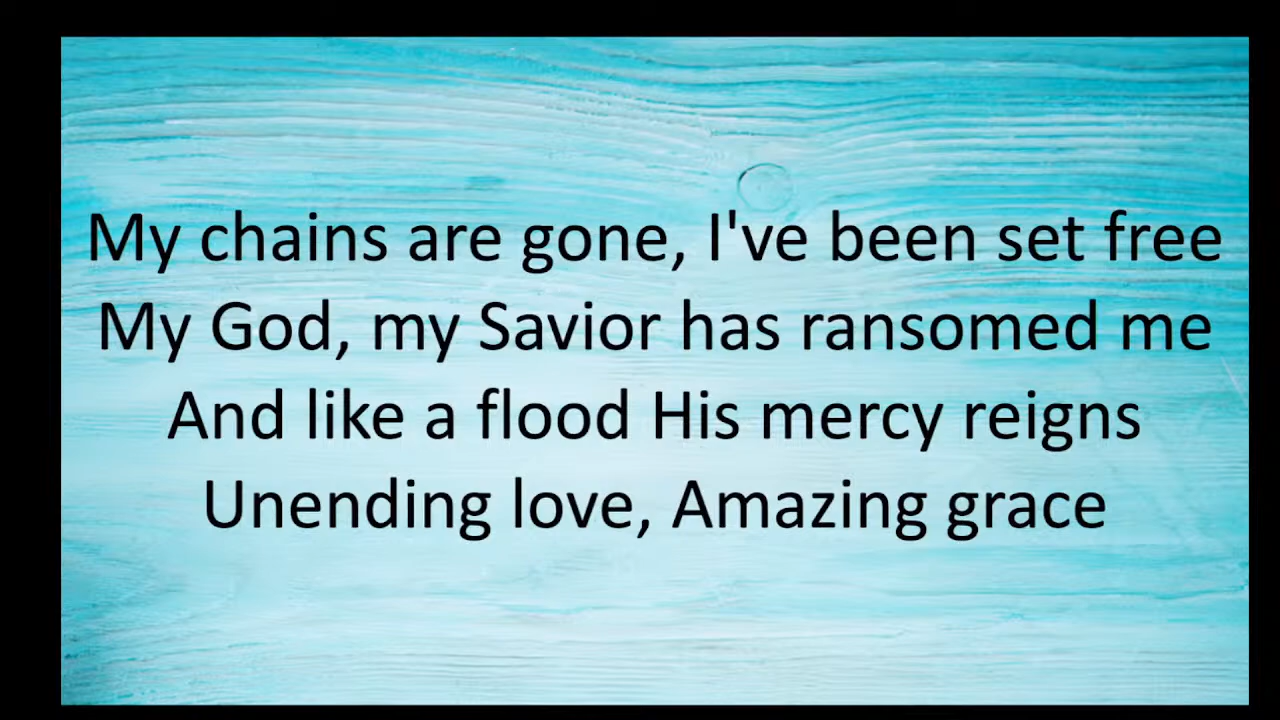 My chains are gone, I've been set free
My God, my Savior has ransomed me
And like a flood His mercy reigns
Unending love, Amazing grace